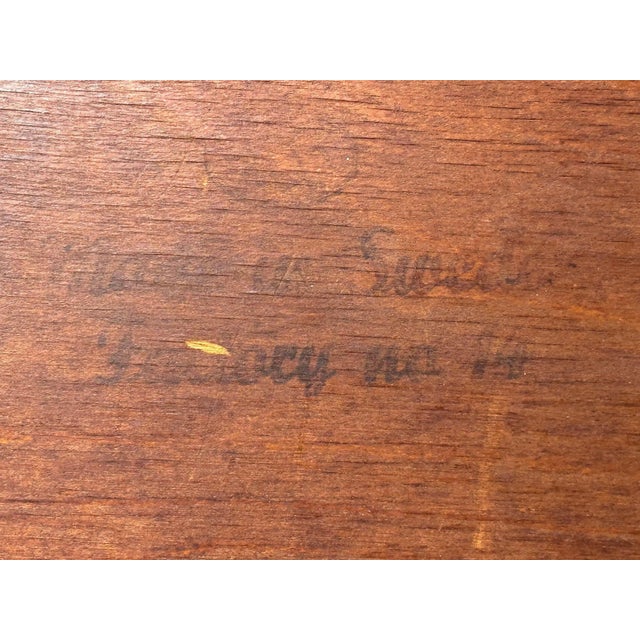 made in Sweden
Factory no 14